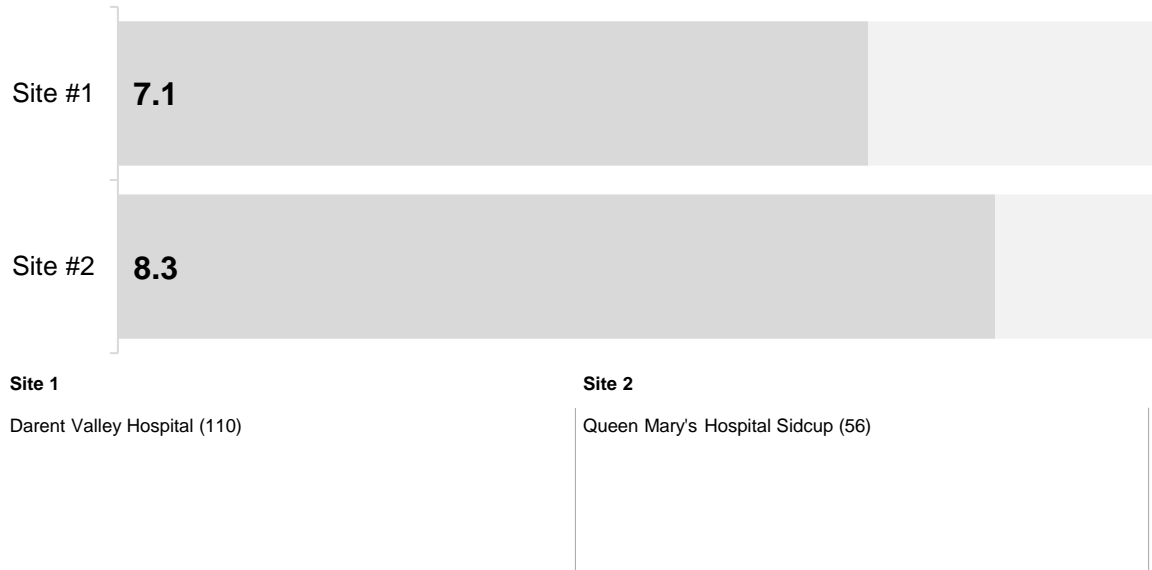 Site #1
7.1
Site #2
8.3
Site 1
Site 2
Darent Valley Hospital (110)
Queen Mary's Hospital Sidcup (56)